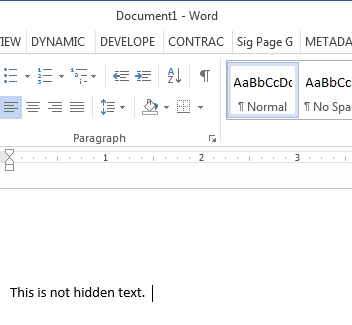 Document1 - Word
IEW DYNAMIC DEVELOPE CONTRAC Sig Page G METADA
AaBbCcDc AaBbCc
¶ Normal ¶ No Spa
Paragraph
1 2 3
This is not hidden text.